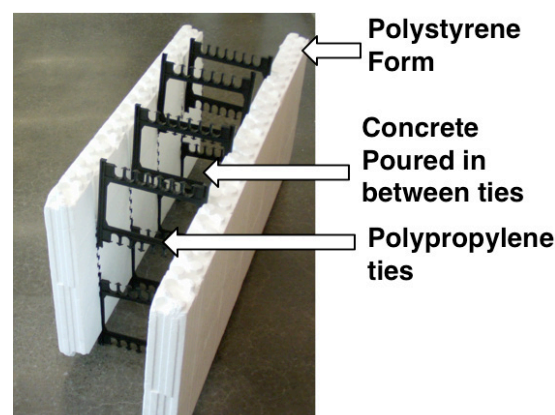 Polystyrene
Form
Concrete
Poured in
between ties
Polypropylene
ties